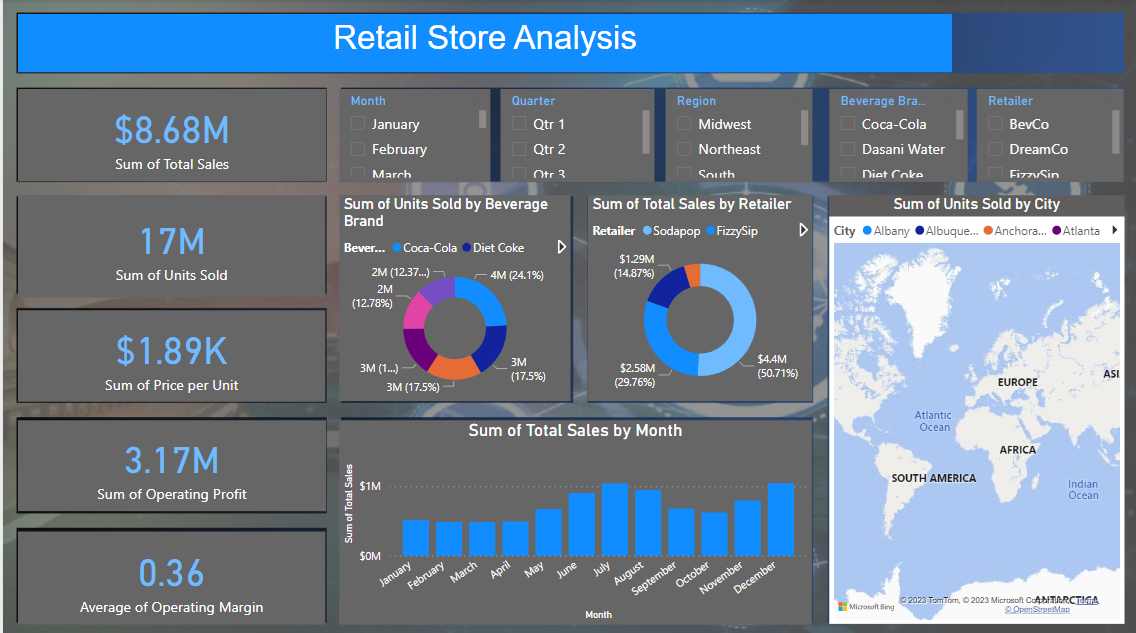 Retail Store Analysis
$8.68M
Sum of Total Sales
17M
Sum of Units Sold
$1.89K
Sum of Price per Unit
3.17M
Sum of Operating Profit
0.36
Average of Operating Margin
Month
January
February
March
Quarter
Qtr 1
Qtr 2
Qtr 3
Region
Midwest
Northeast
South
Beverage Bra...
Coca-Cola
Dasani Water
Diet Coke
Retailer
BevCo
DreamCo
FizzySip
Sum of Units Sold by Beverage
Brand
Bever... Coca-Cola Diet Coke
2M (12.37...)
4M (24.1%)
2M
(12.78%)
3M
(17.5%)
3M (1...)
3M (17.5%)
Sum of Total Sales by Retailer
Retailer Sodapop FizzySip
$1.29M
(14.87%)
$4.4M
(50.71%)
$2.58M
(29.76%)
Sum of Total Sales by Month
Sum of Total Sales
$1M
$0M
January
February
March
April
May
June
July
August
September
October
November
December
Month
Sum of Units Sold by City
City Albany Albuque... Anchora... Atlanta
EUROPE
ASI
Atlantic
Ocean
AFRICA
SOUTH AMERICA
Indian
Ocean
ANTARCTICA
Microsoft Bing
© 2023 TomTom, © 2023 Microsoft Corporation, Terms
© OpenStreetMap